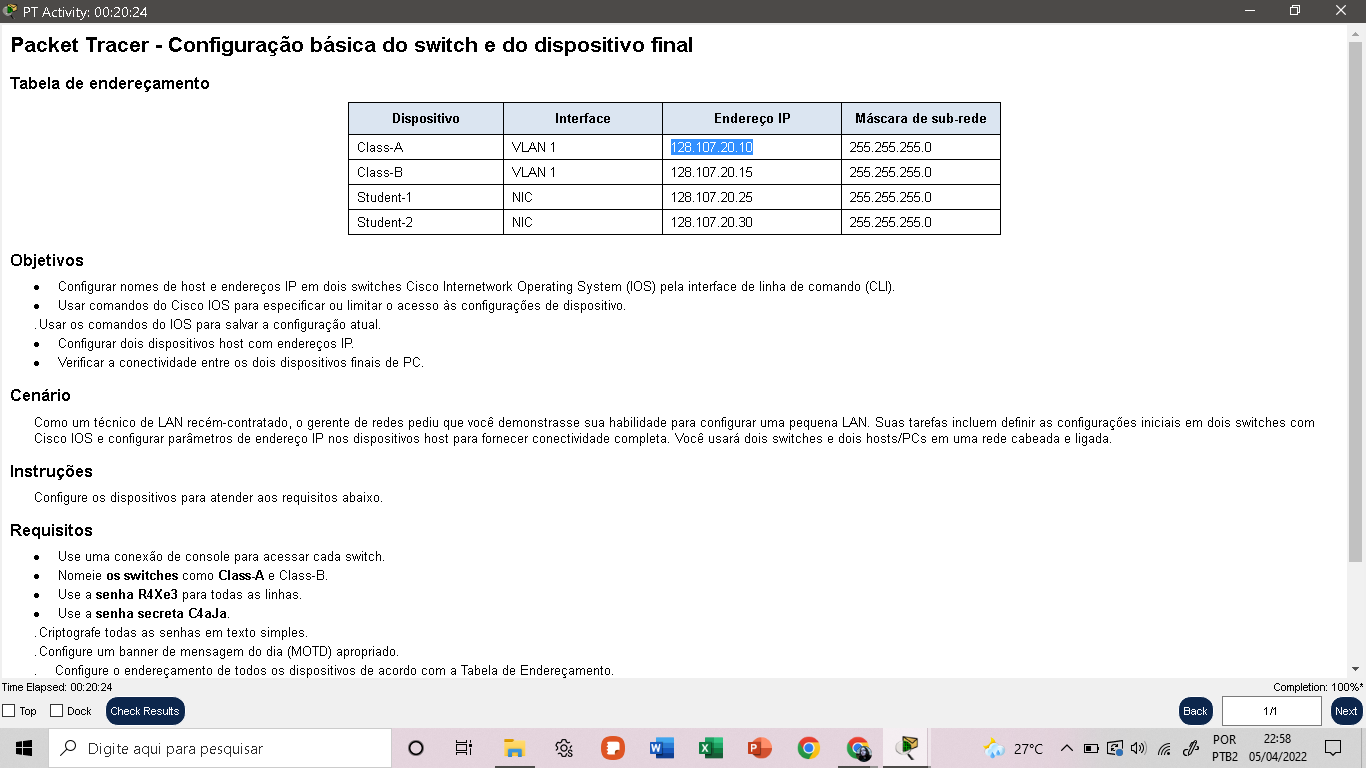 PT Activity: 00:20:24
Packet Tracer - Configuração básica do switch e do dispositivo final
Tabela de endereçamento
Dispositivo Interface Endereço IP Máscara de sub-rede
Class-A VLAN 1 128.107.20.10 255.255.255.0
Class-B VLAN 1 128.107.20.15 255.255.255.0
Student-1 NIC 128.107.20.25 255.255.255.0
Student-2 NIC 128.107.20.30 255.255.255.0
Objetivos
• Configurar nomes de host e endereços IP em dois switches Cisco Internetwork Operating System (IOS) pela interface de linha de comando (CLI).
• Usar comandos do Cisco IOS para especificar ou limitar o acesso às configurações de dispositivo.
. Usar os comandos do IOS para salvar a configuração atual.
• Configurar dois dispositivos host com endereços IP.
• Verificar a conectividade entre os dois dispositivos finais de PC.
Cenário
Como um técnico de LAN recém-contratado, o gerente de redes pediu que você demonstrasse sua habilidade para configurar uma pequena LAN. Suas tarefas incluem definir as configurações iniciais em dois switches com
Cisco IOS e configurar parâmetros de endereço IP nos dispositivos host para fornecer conectividade completa. Você usará dois switches e dois hosts/PCs em uma rede cabeada e ligada.
Instruções
Configure os dispositivos para atender aos requisitos abaixo.
Requisitos
• Use uma conexão de console para acessar cada switch.
• Nomeie os switches como Class-A e Class-B.
• Use a senha R4Xe3 para todas as linhas.
• Use a senha secreta C4aJa.
. Criptografe todas as senhas em texto simples.
. Configure um banner de mensagem do dia (MOTD) apropriado.
. Configure o endereçamento de todos os dispositivos de acordo com a Tabela de Endereçamento.
Time Elapsed: 00:20:24 Completion: 100%*
Top Dock Check Results Back 1/1 Next
Digite aqui para pesquisar 27°C POR PTB2 22:58 05/04/2022